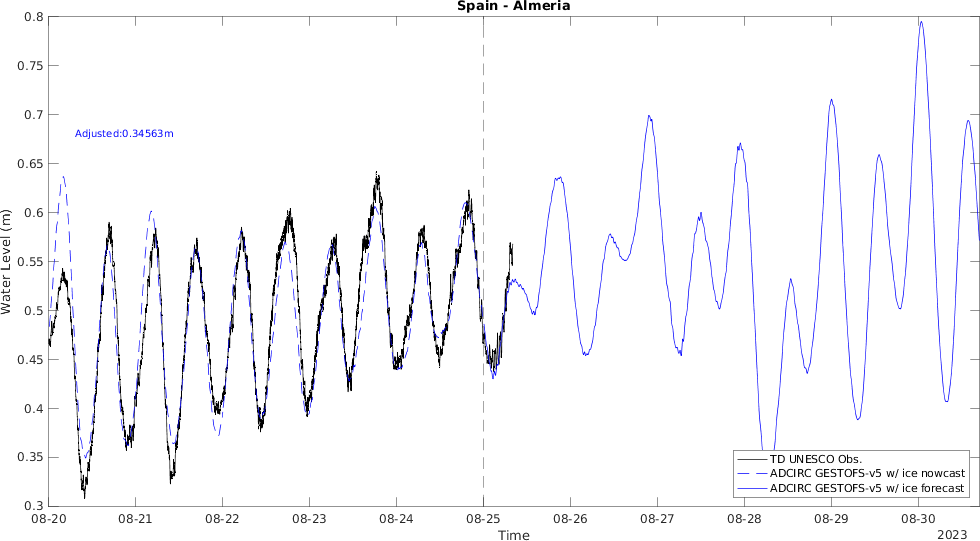 Spain - Almeria
0.8
0.75
0.7
0.65
0.6
0.55
0.5
0.45
0.4
0.35
0.3
Water Level (m)
Adjusted:0.34563m
TD UNESCO Obs.
ADCIRC GESTOFS-v5 w/ ice nowcast
ADCIRC GESTOFS-v5 w/ ice forecast
08-20 08-21 08-22 08-23 08-24 08-25 08-26 08-27 08-28 08-29 08-30
Time
2023